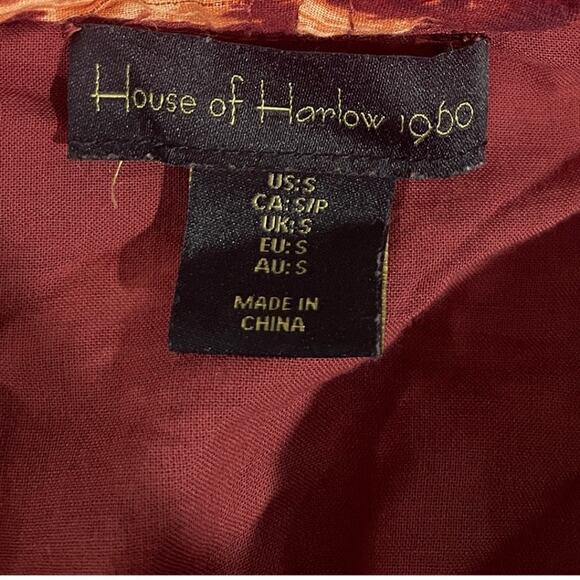 House of Harlow 1960
US: S
CA: S/P
UK: S
EU: S
AU: S
MADE IN
CHINA